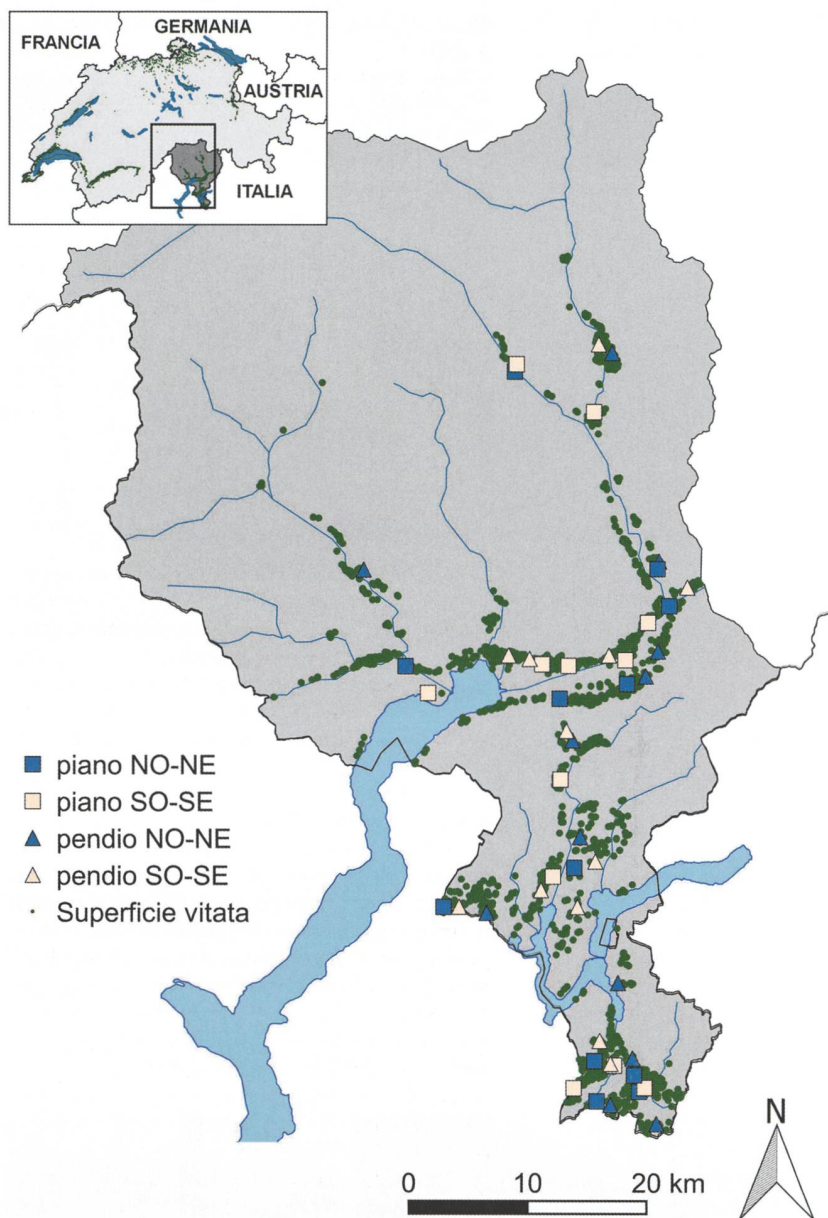 GERMANIA
FRANCIA
AUSTRIA
ITALIA
piano NO-NE
piano SO-SE
pendio NO-NE
pendio SO-SE
Superficie vitata
N
0 10 20 km